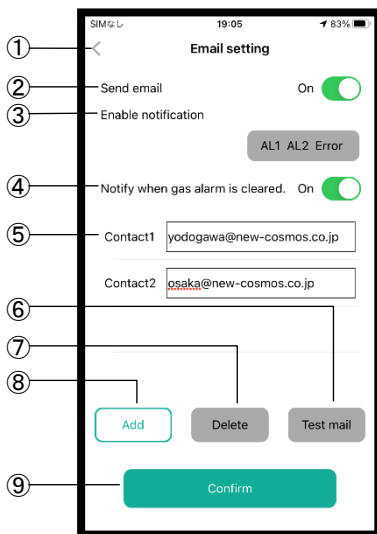 SIMなし 19:05 83%
① Email setting
② Send email On
③ Enable notification
AL1 AL2 Error
④ Notify when gas alarm is cleared. On
⑤ Contact1 yodogawa@new-cosmos.co.jp
Contact2 osaka@new-cosmos.co.jp
⑥
⑦
⑧
Add Delete Test mail
⑨ Confirm